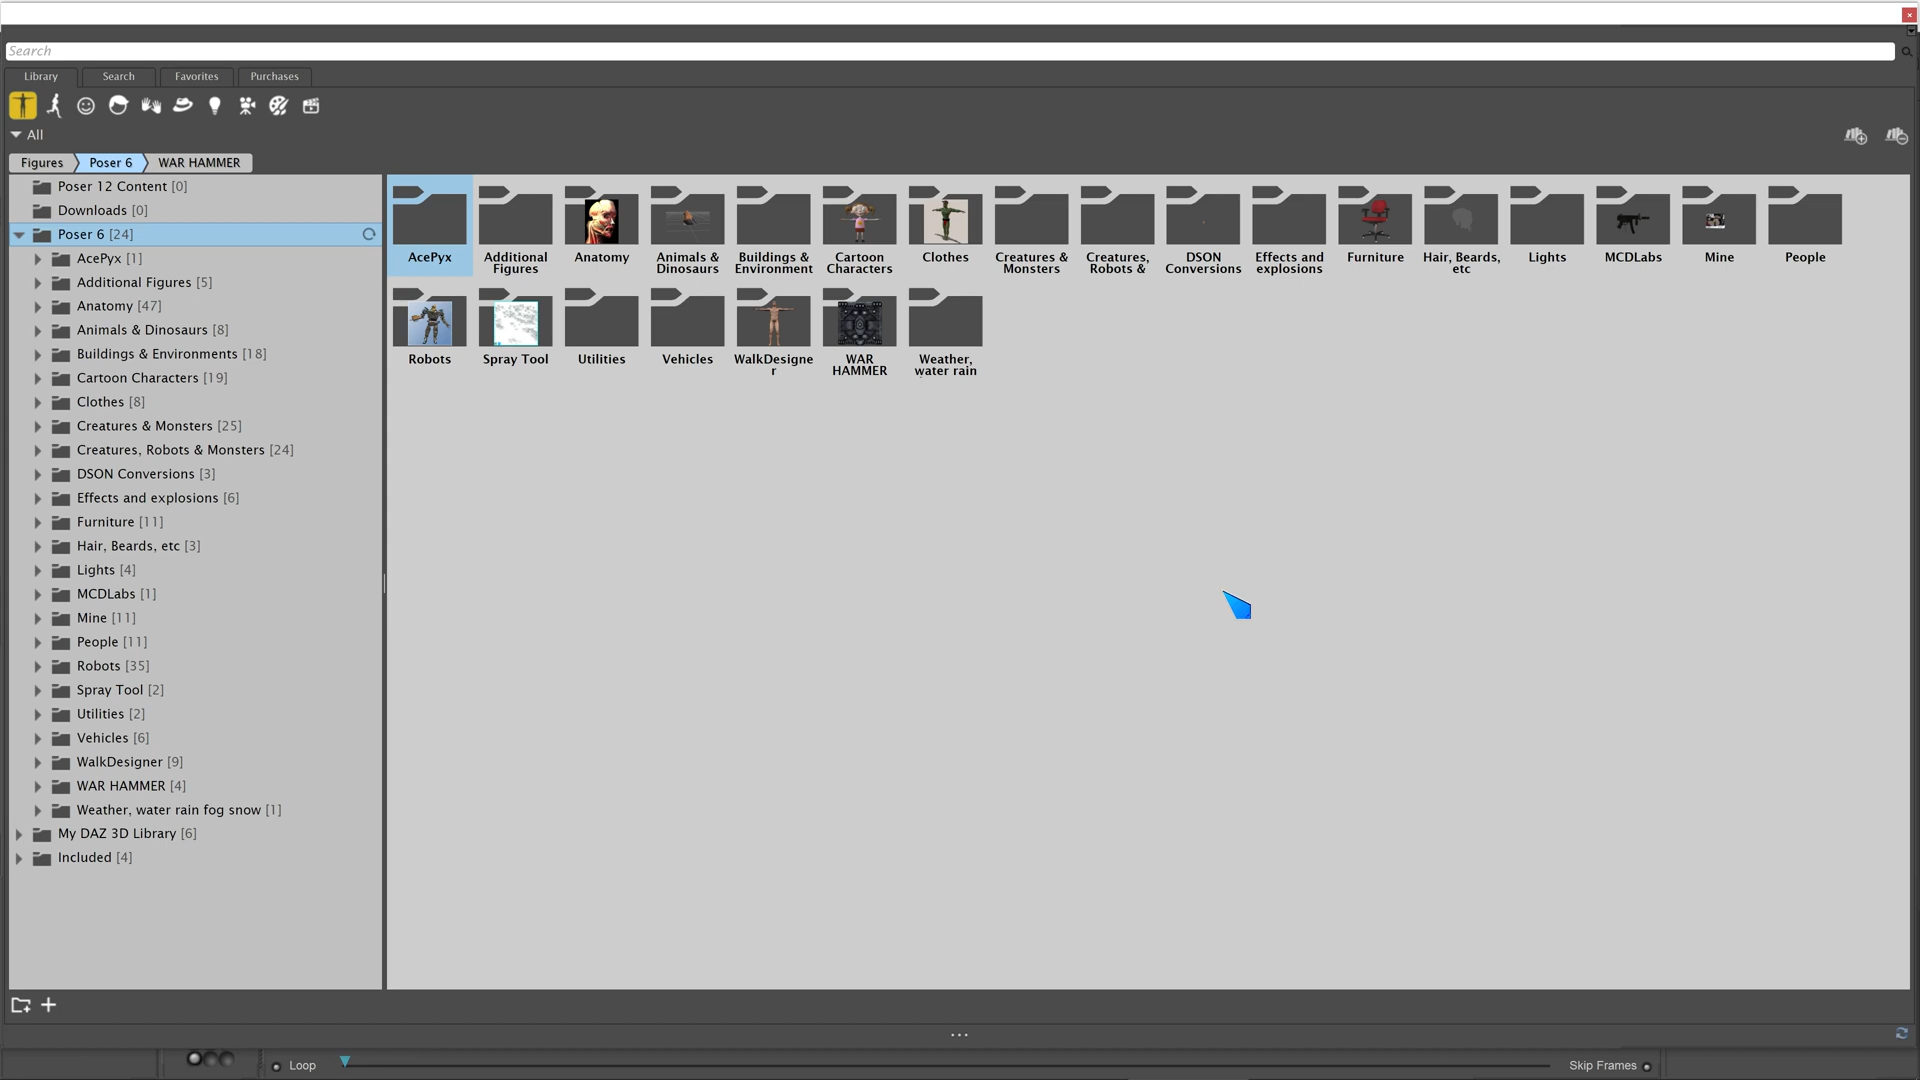 Search
Library
Search
Favorites
Purchases
All
Figures
Poser 6
WAR HAMMER
Poser 12 Content [0]
Downloads [0]
Poser 6 [24]
AcePyx [1]
Additional Figures [5]
Anatomy [47]
Animals & Dinosaurs [8]
Buildings & Environments [18]
Cartoon Characters [19]
Clothes [8]
Creatures & Monsters [25]
Creatures, Robots & Monsters [24]
DSON Conversions [3]
Effects and explosions [6]
Furniture [11]
Hair, Beards, etc [3]
Lights [4]
MCDLabs [1]
Mine [11]
People [11]
Robots [35]
Spray Tool [2]
Utilities [2]
Vehicles [6]
WalkDesigner [9]
WAR HAMMER [4]
Weather, water rain fog snow [1]
My DAZ 3D Library [6]
Included [4]
AcePyx
Additional
Figures
Anatomy
Animals &
Dinosaurs
Buildings &
Environment
Cartoon
Characters
Clothes
Creatures &
Monsters
Creatures,
Robots &
DSON
Conversions
Effects and
explosions
Furniture
Hair, Beards,
etc
Lights
MCDLabs
Mine
People
Robots
Spray Tool
Utilities
Vehicles
WalkDesigne
r
WAR
HAMMER
Weather,
water rain
Loop
Skip Frames